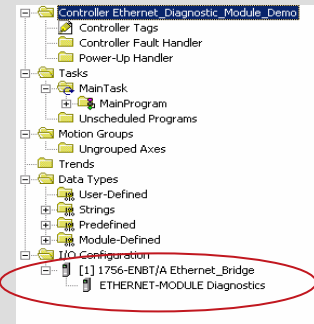 Controller Ethernet_Diagnostic_Module_Demo
Controller Tags
Controller Fault Handler
Power-Up Handler
Tasks
MainTask
MainProgram
Unscheduled Programs
Motion Groups
Ungrouped Axes
Trends
Data Types
User-Defined
Strings
Predefined
Module-Defined
I/O Configuration
[1] 1756-ENBT/A Ethernet_Bridge
ETHERNET-MODULE Diagnostics